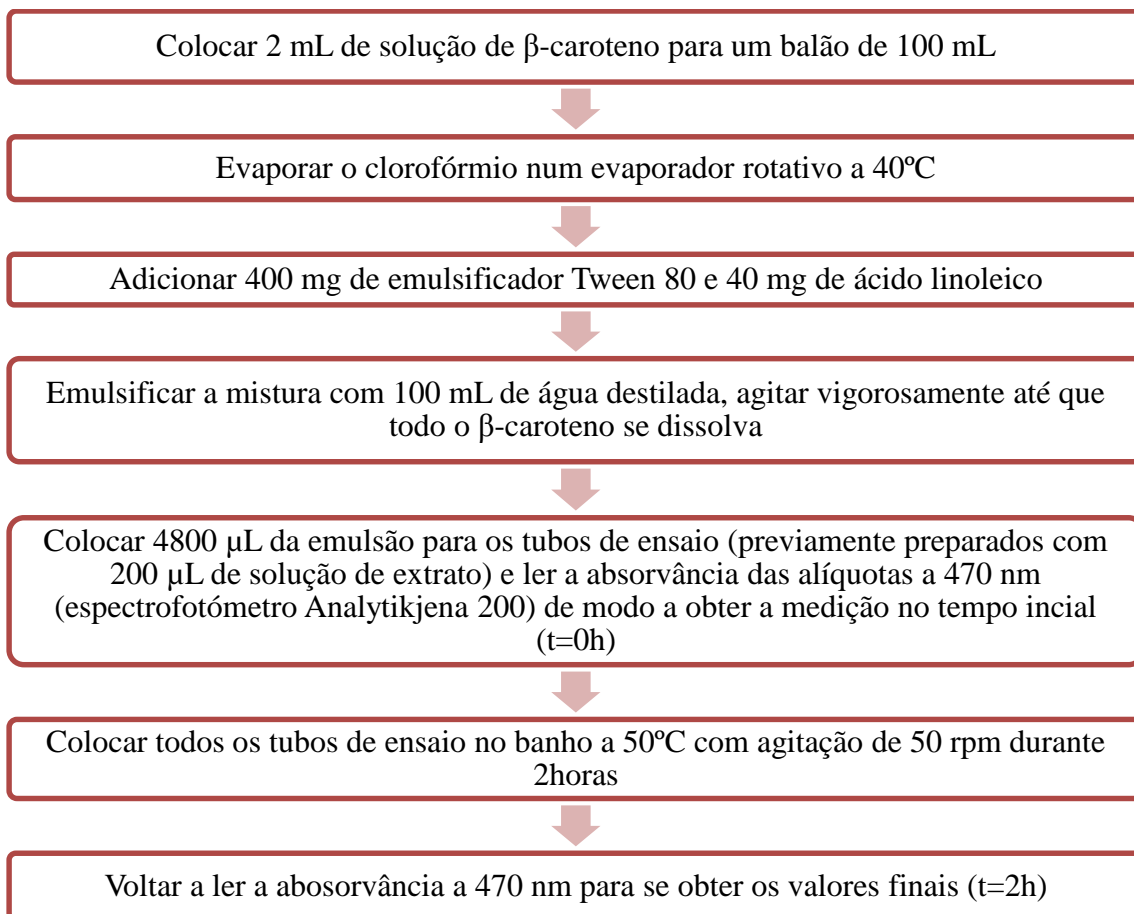 Colocar 2 mL de solução de β-caroteno para um balão de 100 mL
Evaporar o clorofórmio num evaporador rotativo a 40ºC
Adicionar 400 mg de emulsificador Tween 80 e 40 mg de ácido linoleico
Emulsificar a mistura com 100 mL de água destilada, agitar vigorosamente até que
todo o β-caroteno se dissolva
Colocar 4800 μL da emulsão para os tubos de ensaio (previamente preparados com
200 μL de solução de extrato) e ler a absorvância das alíquotas a 470 nm
(espectrofotómetro Analytikjena 200) de modo a obter a medição no tempo incial
(t=0h)
Colocar todos os tubos de ensaio no banho a 50ºC com agitação de 50 rpm durante
2horas
Voltar a ler a abosorvância a 470 nm para se obter os valores finais (t=2h)